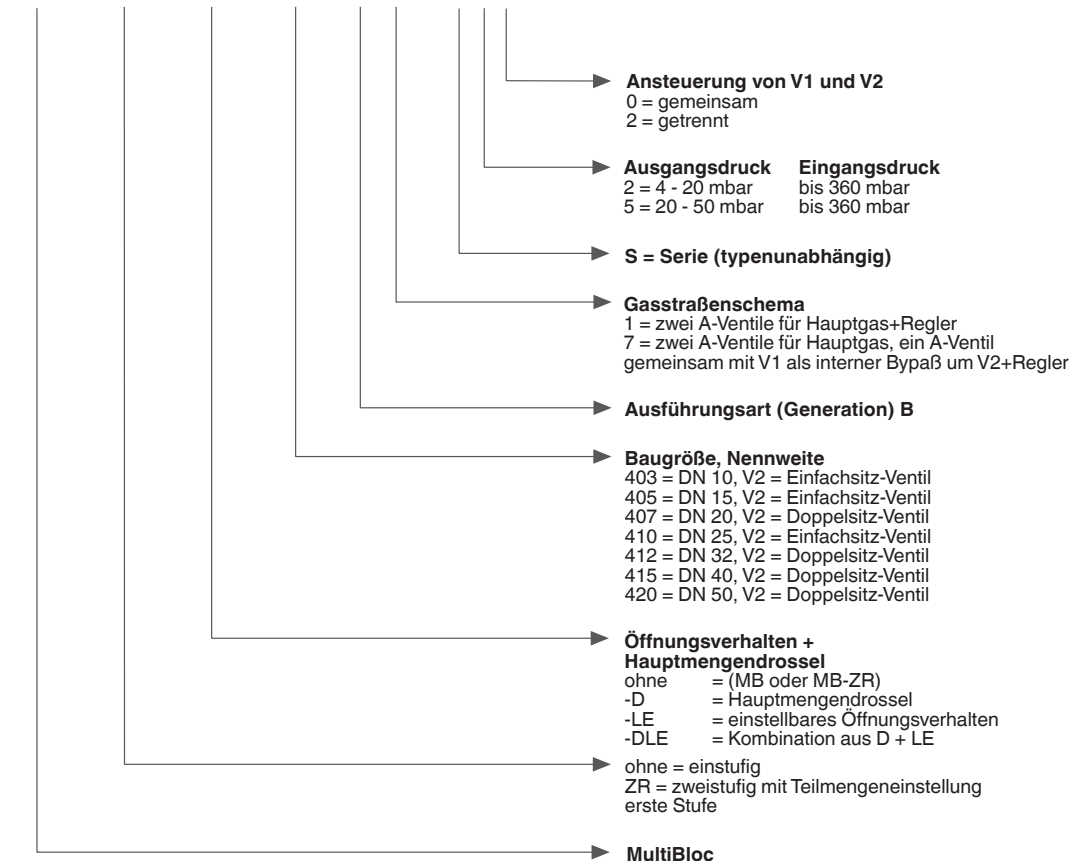 Ansteuerung von V1 und V2
0 = gemeinsam
2 = getrennt
Ausgangsdruck Eingangsdruck
2 = 4 - 20 mbar bis 360 mbar
5 = 20 - 50 mbar bis 360 mbar
S = Serie (typenunabhängig)
Gasstraßenschema
1 = zwei A-Ventile für Hauptgas+Regler
7 = zwei A-Ventile für Hauptgas, ein A-Ventil
gemeinsam mit V1 als interner Bypaß um V2+Regler
Ausführungsart (Generation) B
Baugröße, Nennweite
403 = DN 10, V2 = Einfachsitz-Ventil
405 = DN 15, V2 = Einfachsitz-Ventil
407 = DN 20, V2 = Doppelsitz-Ventil
410 = DN 25, V2 = Einfachsitz-Ventil
412 = DN 32, V2 = Doppelsitz-Ventil
415 = DN 40, V2 = Doppelsitz-Ventil
420 = DN 50, V2 = Doppelsitz-Ventil
Öffnungsverhalten +
Hauptmengendrossel
ohne = (MB oder MB-ZR)
-D = Hauptmengendrossel
-LE = einstellbares Öffnungsverhalten
-DLE = Kombination aus D + LE
ohne = einstufig
ZR = zweistufig mit Teilmengeneinstellung
erste Stufe
MultiBloc